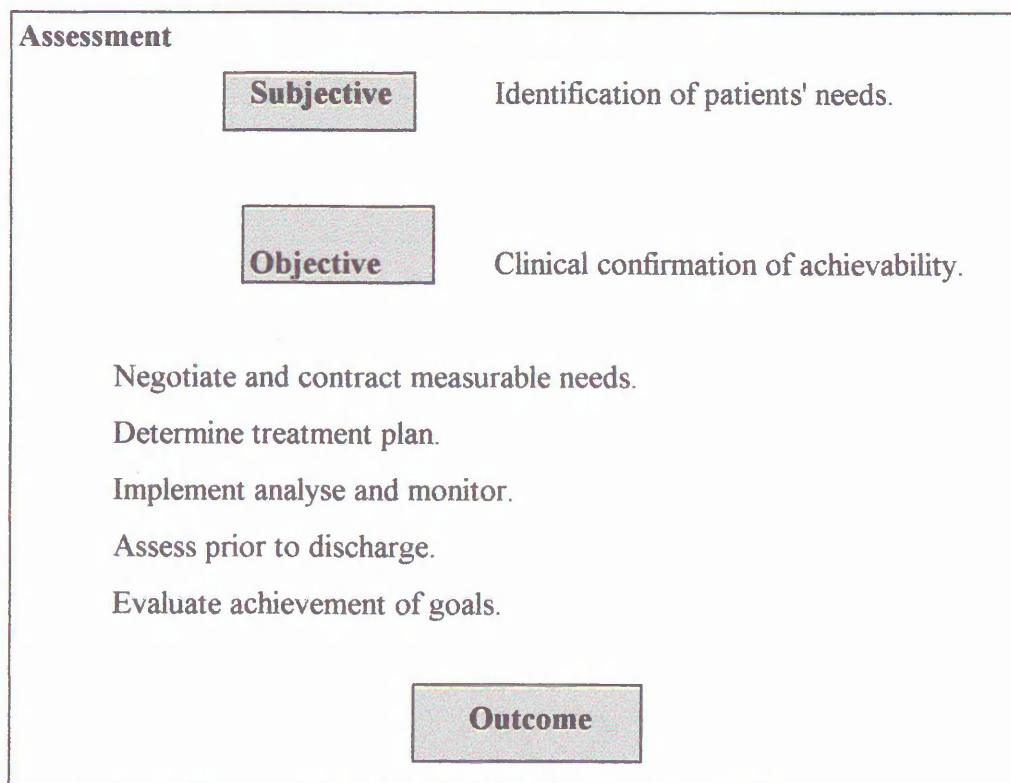 Assessment
Subjective Identification of patients' needs.
Objective Clinical confirmation of achievability.
Negotiate and contract measurable needs.
Determine treatment plan.
Implement analyse and monitor.
Assess prior to discharge.
Evaluate achievement of goals.
Outcome